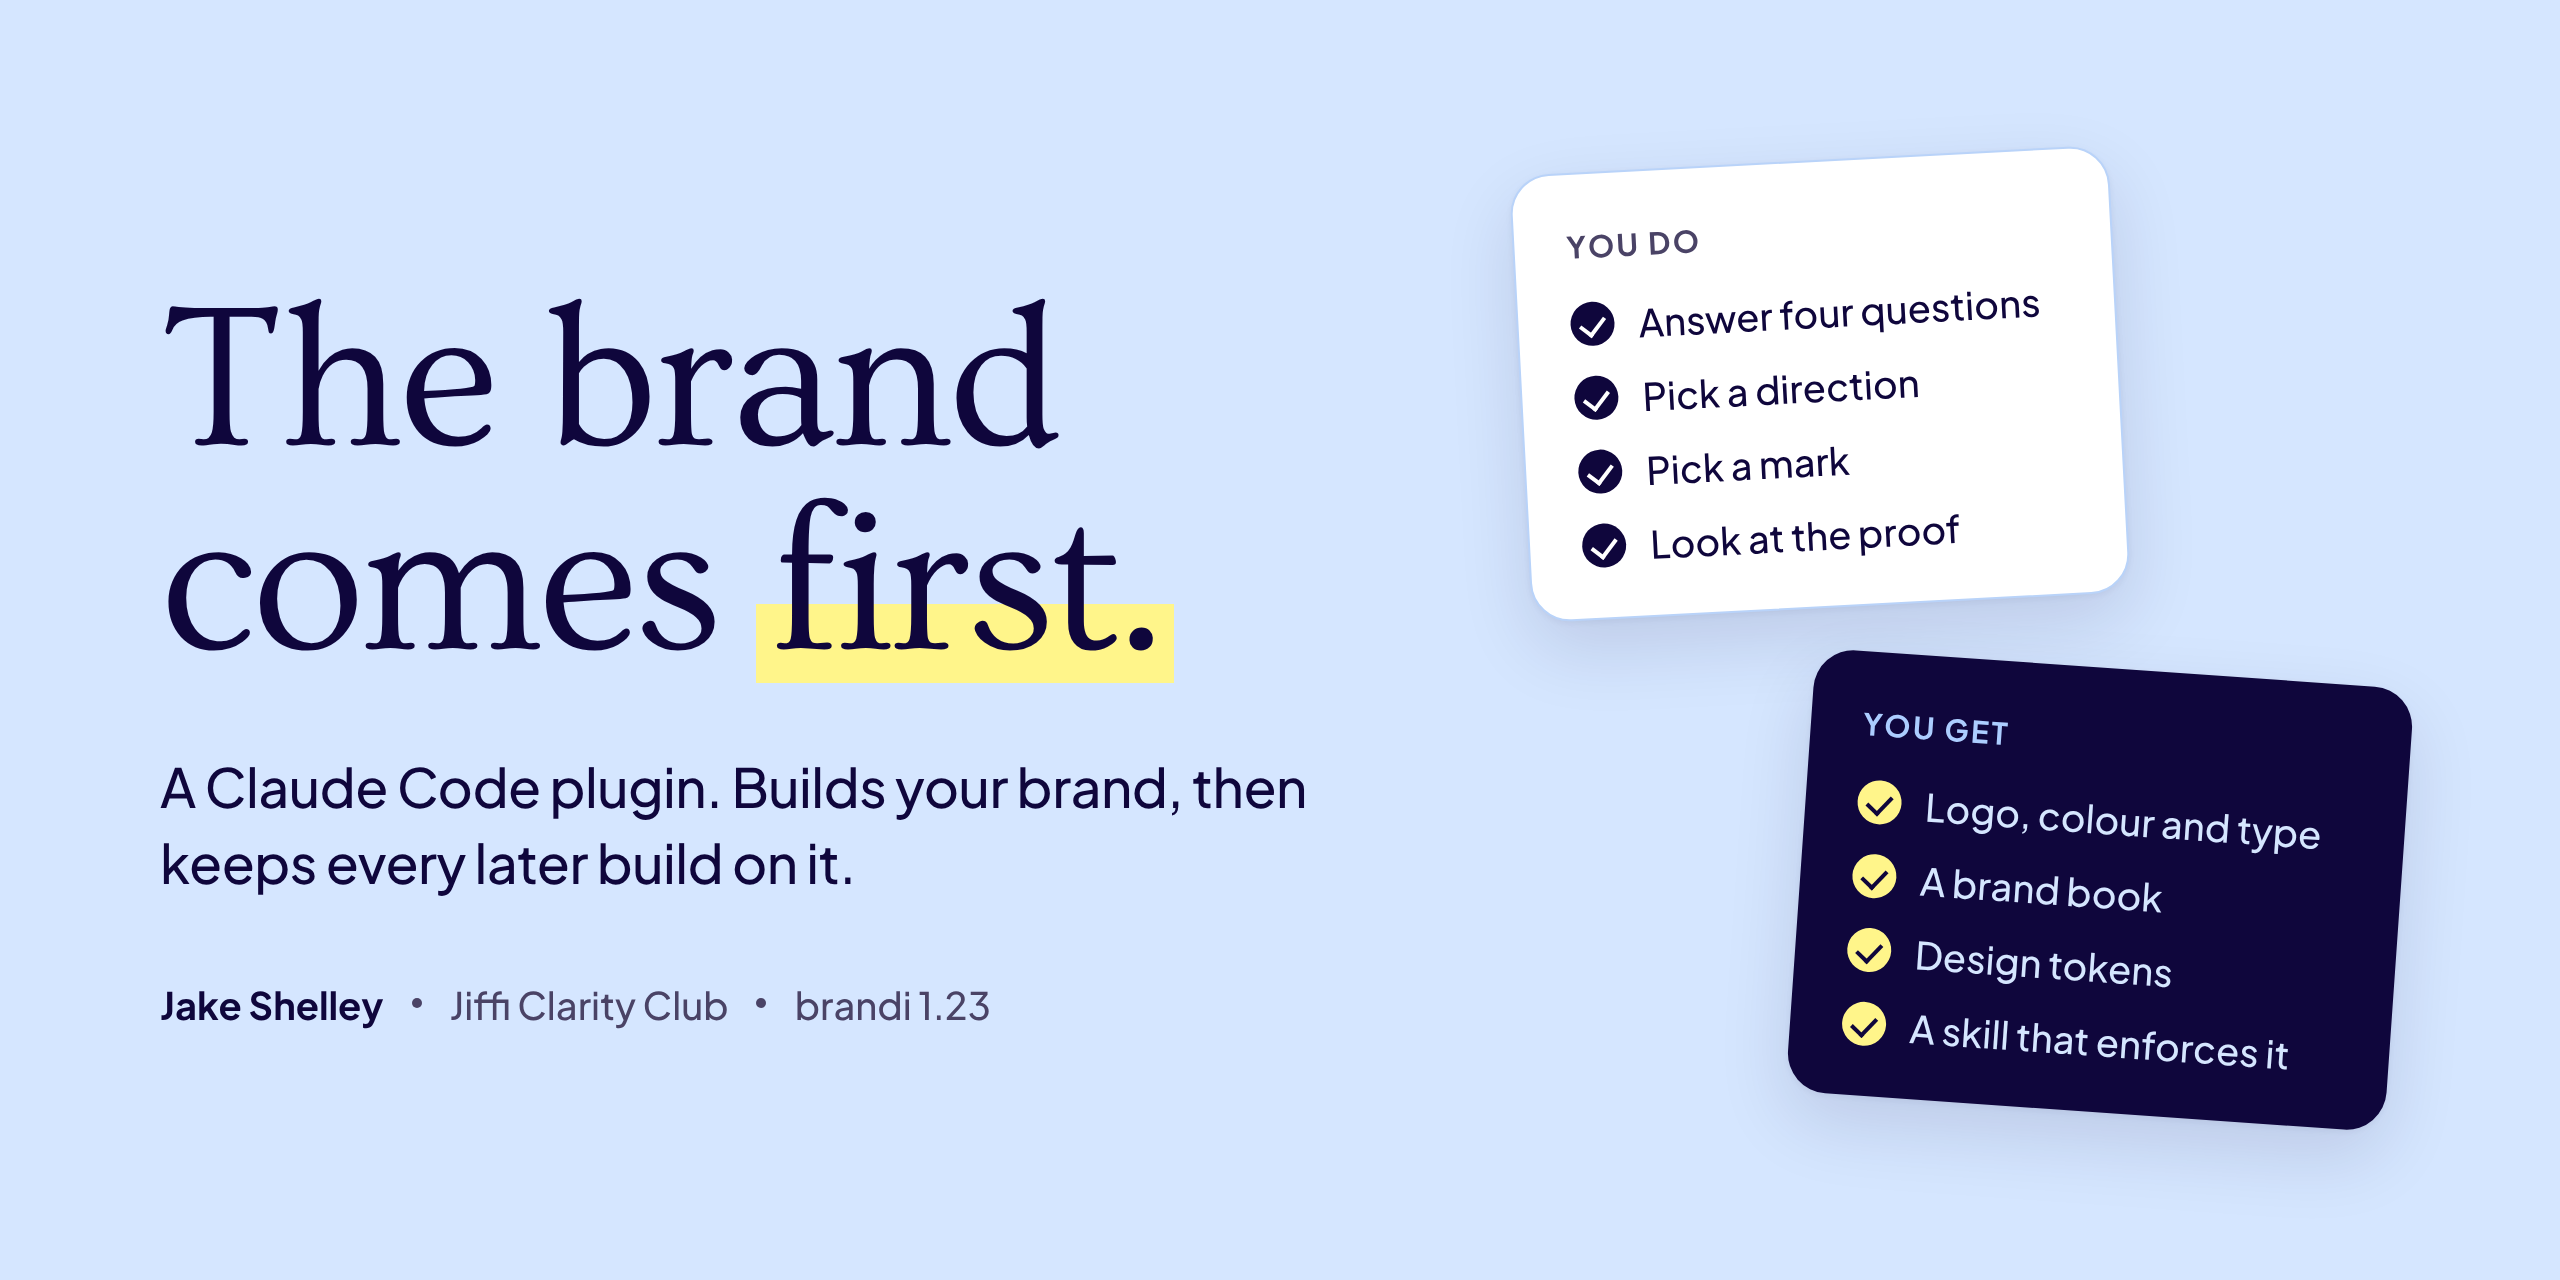 The brand
comes first.
A Claude Code plugin. Builds your brand, then
keeps every later build on it.
Jake Shelley • Jiffi Clarity Club • brandi 1.23
YOU DO
Answer four questions
Pick a direction
Pick a mark
Look at the proof
YOU GET
Logo, colour and type
A brand book
Design tokens
A skill that enforces it